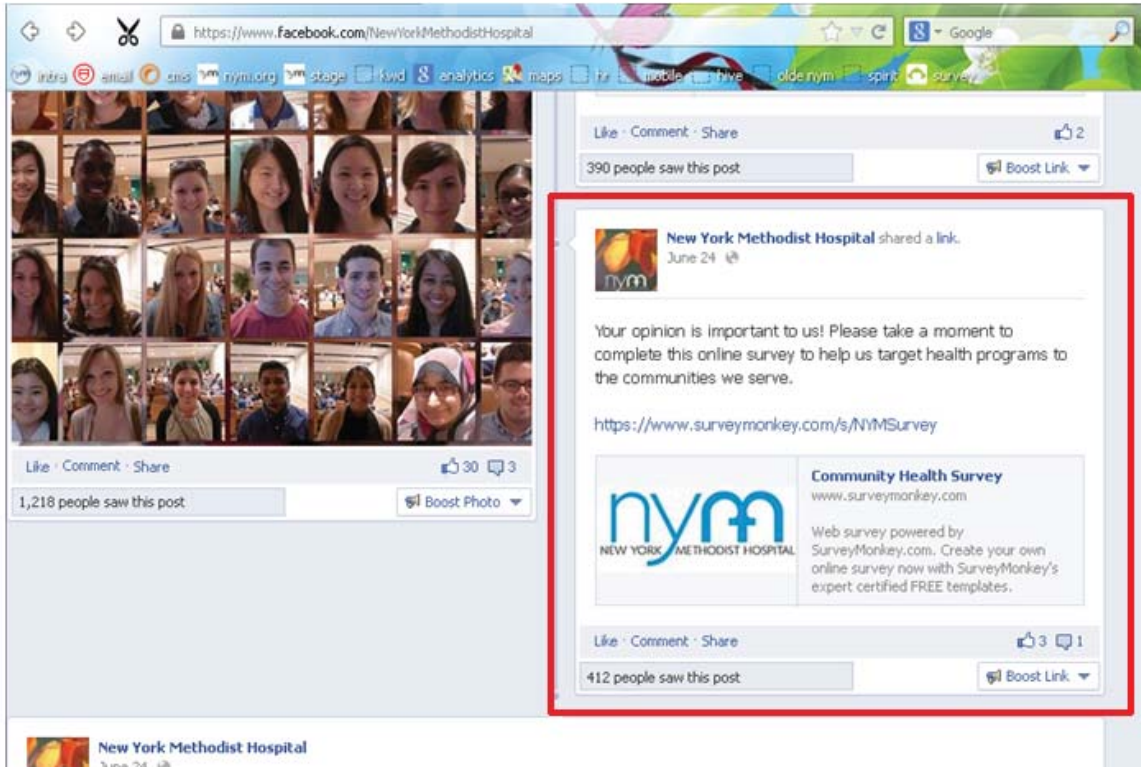 https://www.facebook.com/NewYorkMethodistHospital
Google
intra email cms nym.org stage kwd analytics maps hr mobile hive olde nym spirit survey
Like · Comment · Share
2
390 people saw this post
Boost Link
New York Methodist Hospital shared a link.
June 24
nym
Your opinion is important to us! Please take a moment to
complete this online survey to help us target health programs to
the communities we serve.
https://www.surveymonkey.com/s/NYMSurvey
nym
NEW YORK METHODIST HOSPITAL
Community Health Survey
www.surveymonkey.com
Web survey powered by
SurveyMonkey.com. Create your own
online survey now with SurveyMonkey's
expert certified FREE templates.
Like · Comment · Share
3 1
412 people saw this post
Boost Link
Like · Comment · Share
30 3
1,218 people saw this post
Boost Photo
New York Methodist Hospital
June 24